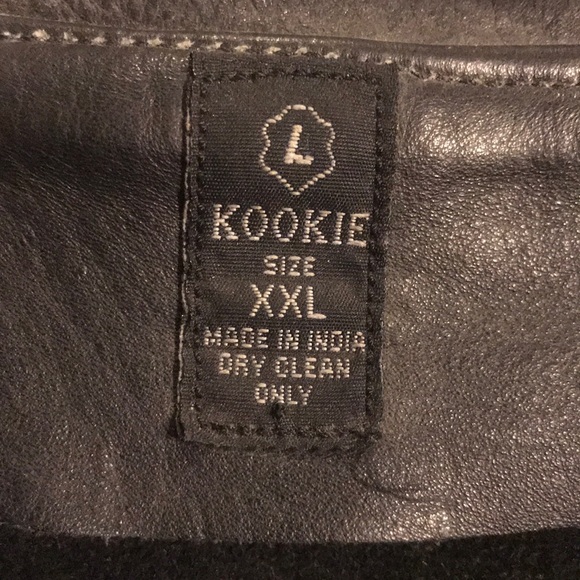 L
KOOKIE
SIZE
XXL
MADE IN INDIA
DRY CLEAN
ONLY